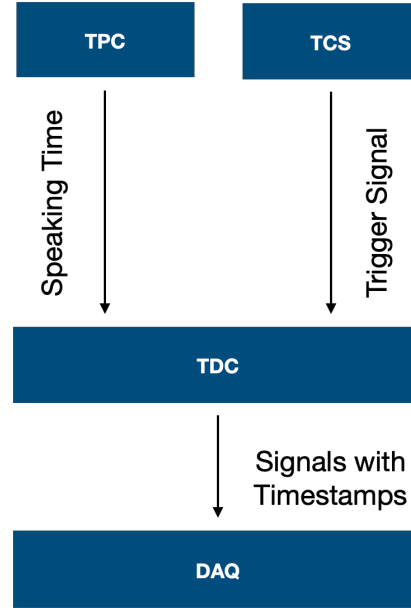 TPC
TCS
Speaking Time
Trigger Signal
TDC
Signals with
Timestamps
DAQ